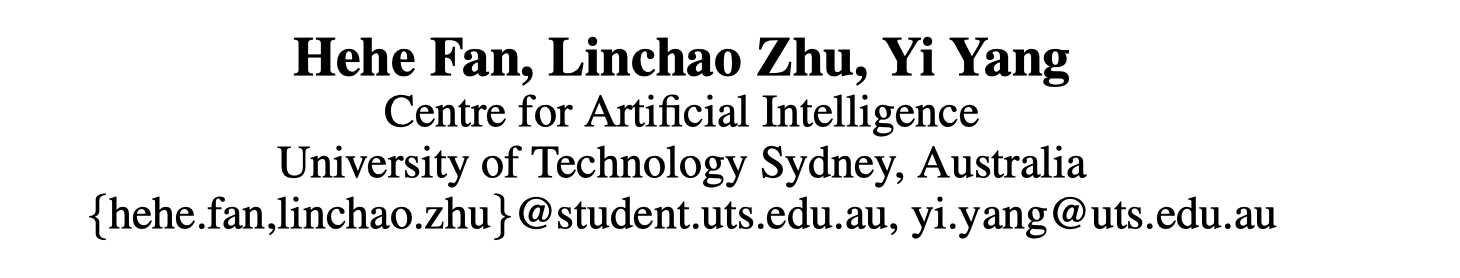 Hehe Fan, Linchao Zhu, Yi Yang
Centre for Artificial Intelligence
University of Technology Sydney, Australia
{hehe.fan,linchao.zhu}@student.uts.edu.au, yi.yang@uts.edu.au